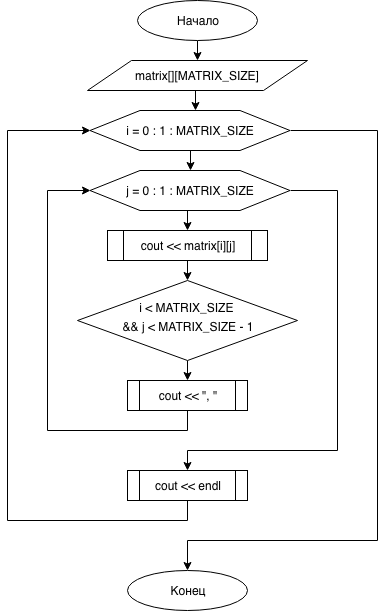 Начало
matrix[][MATRIX_SIZE]
i = 0 : 1 : MATRIX_SIZE
j = 0 : 1 : MATRIX_SIZE
cout << matrix[i][j]
i < MATRIX_SIZE
&& j < MATRIX_SIZE - 1
cout << ", "
cout << endl
Конец